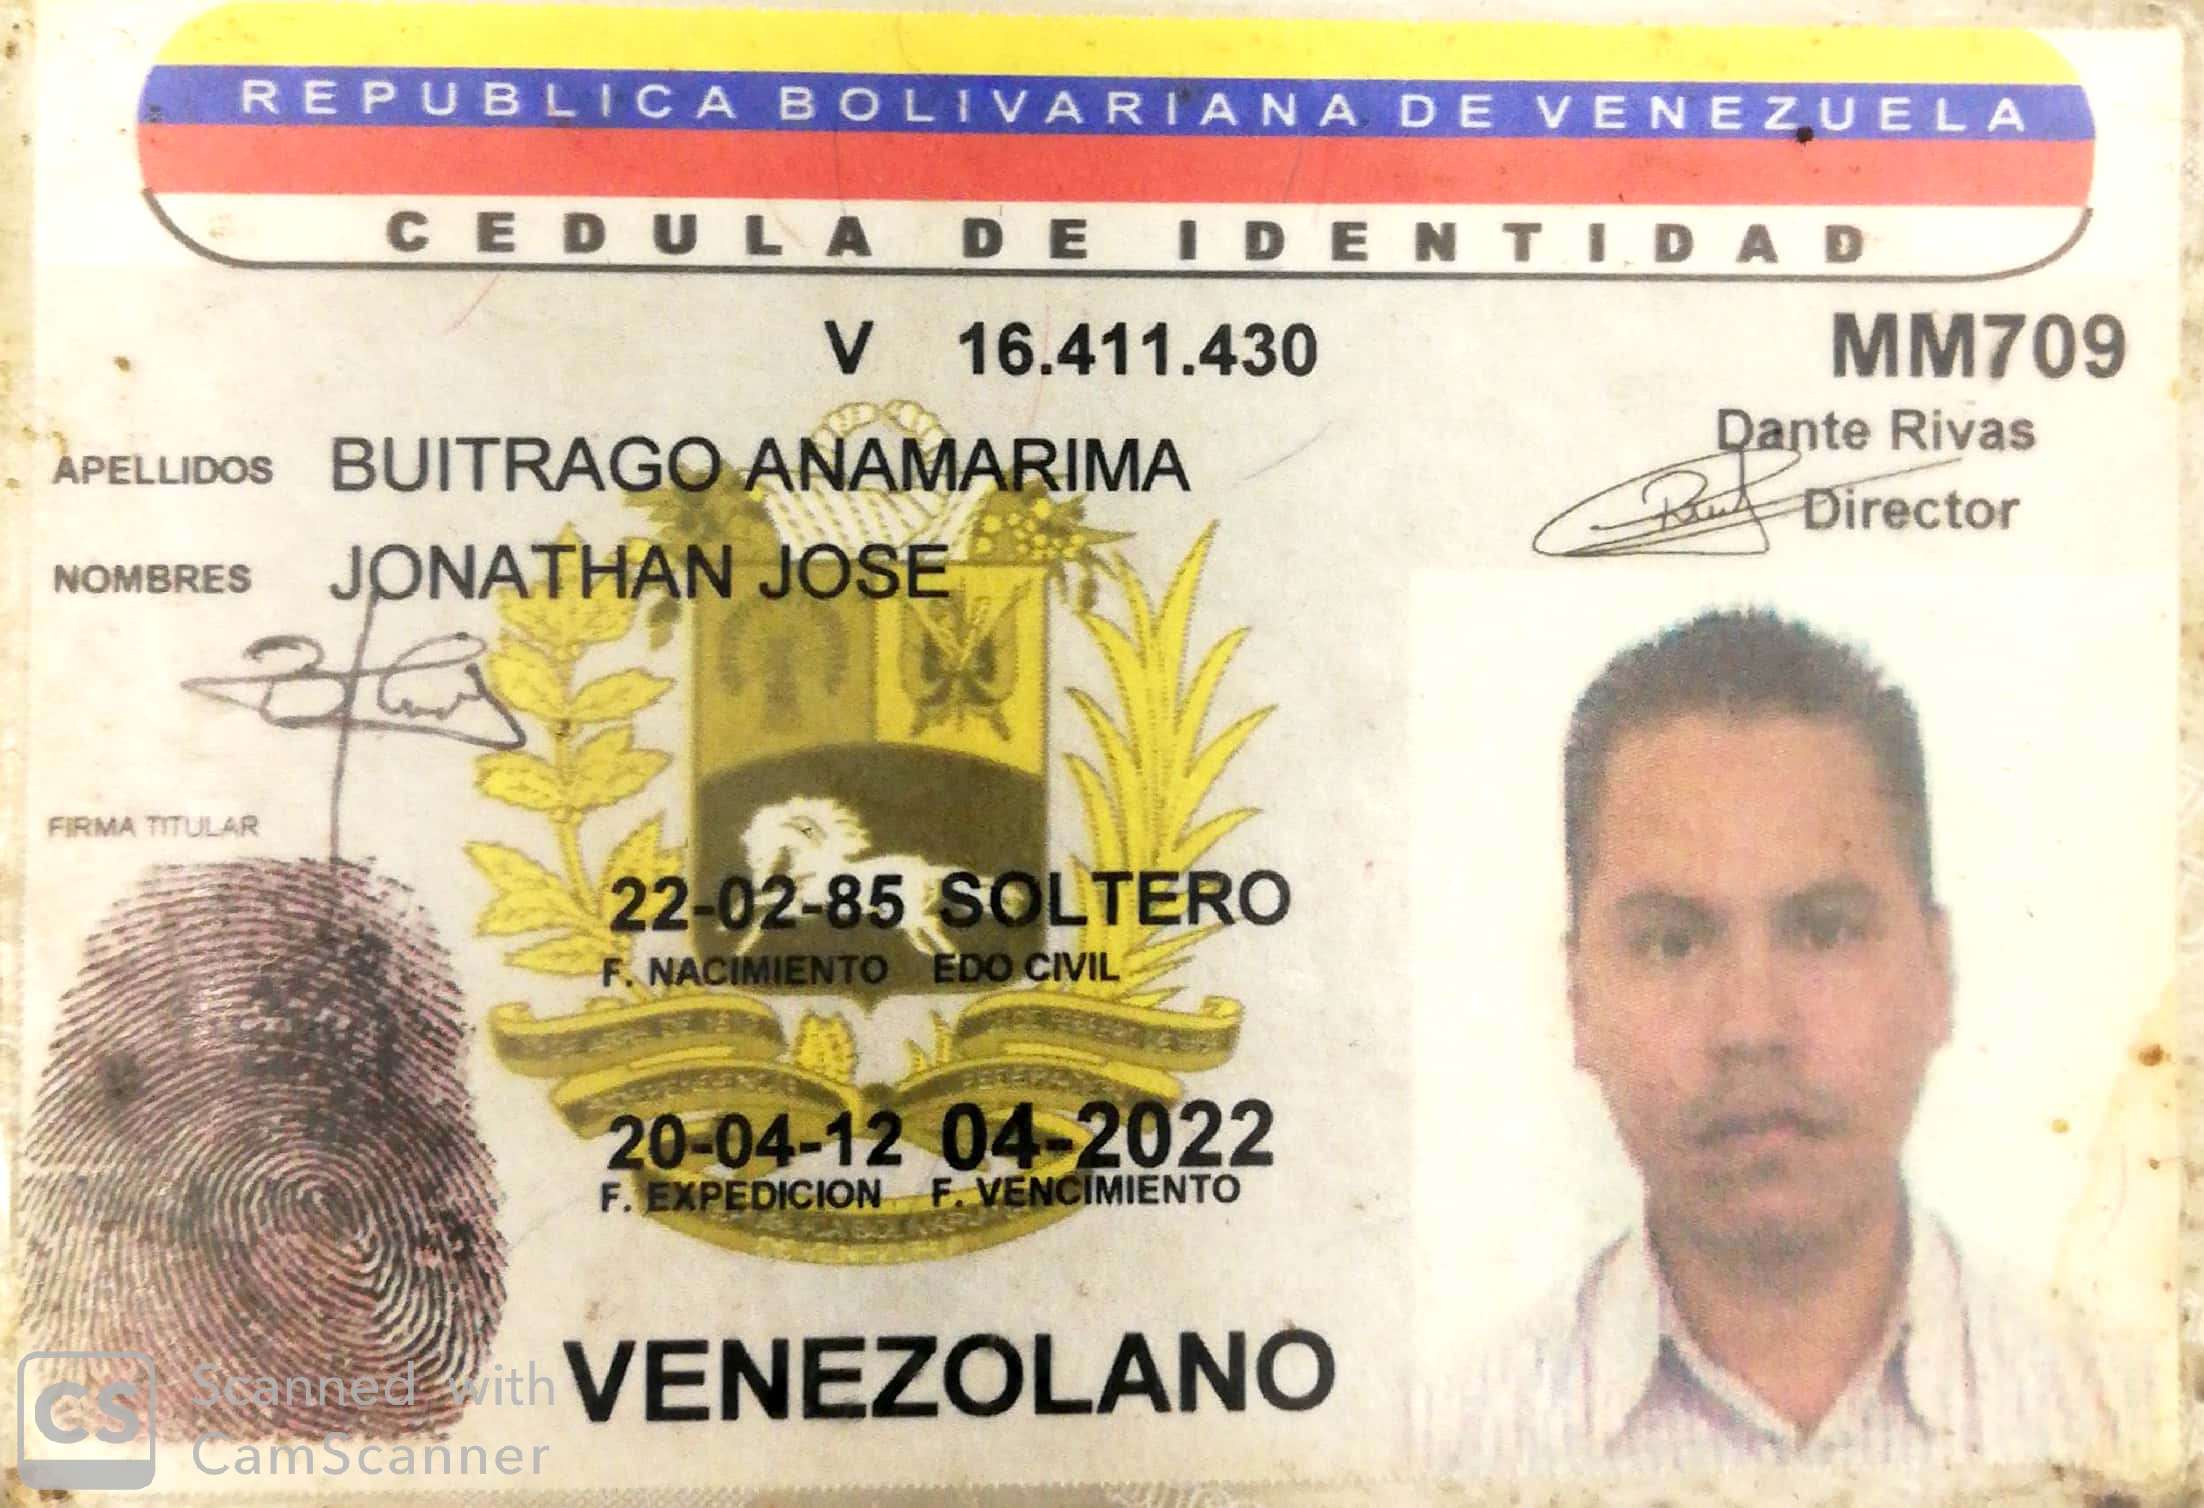 REPUBLICA BOLIVARIANA DE VENEZUELA
CEDULA DE IDENTIDAD
V 16.411.430
MM709
Dante Rivas
Director
APELLIDOS BUITRAGO ANAMARIMA
NOMBRES JONATHAN JOSE
FIRMA TITULAR
22-02-85 SOLTERO
F. NACIMIENTO EDO CIVIL
20-04-12 04-2022
F. EXPEDICION F. VENCIMIENTO
VENEZOLANO
CS Scanned with
CamScanner